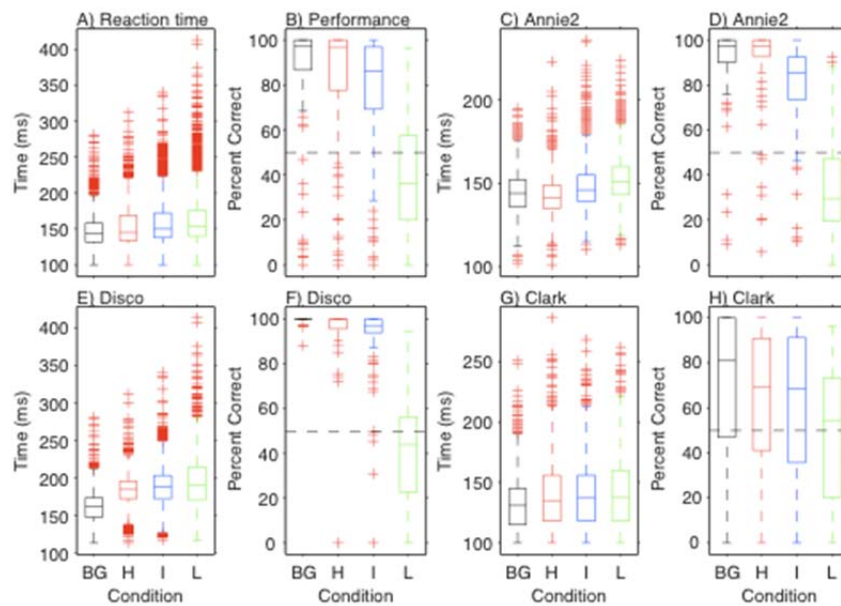 A) Reaction time
B) Performance
C) Annie2
D) Annie2
Time (ms)
400
350
300
250
200
150
100
Percent Correct
100
80
60
40
20
0
Time (ms)
200
150
100
Percent Correct
100
80
60
40
20
0
E) Disco
F) Disco
G) Clark
H) Clark
Time (ms)
400
350
300
250
200
150
100
Percent Correct
100
80
60
40
20
0
Time (ms)
250
200
150
100
Percent Correct
100
80
60
40
20
0
BG H I L
BG H I L
BG H I L
BG H I L
Condition
Condition
Condition
Condition